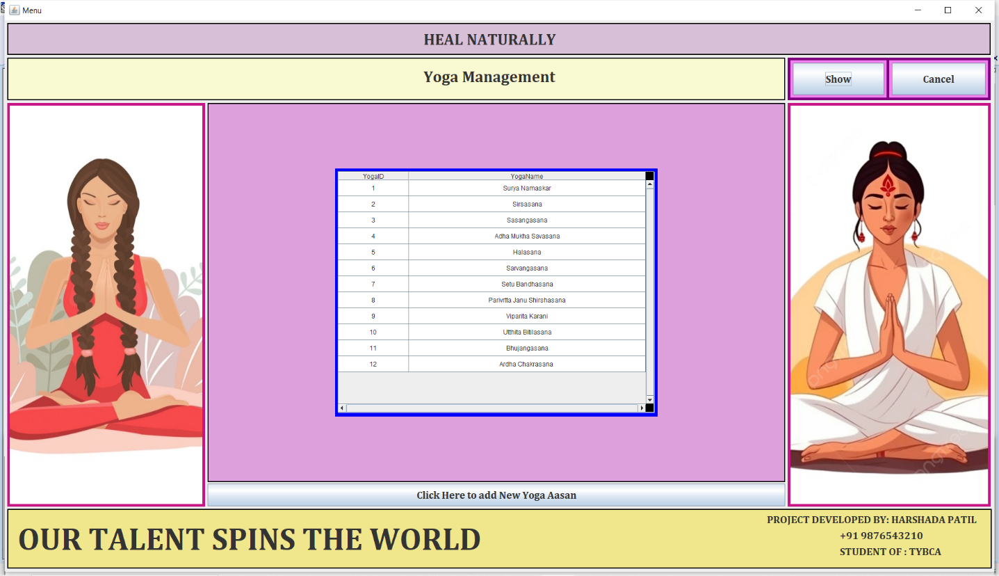 Menu
HEAL NATURALLY
Yoga Management
Show
Cancel
YogaID YogaName
1 Surya Namaskar
2 Sirsasana
3 Sasangasana
4 Adha Mukha Savasana
5 Halasana
6 Sarvangasana
7 Setu Bandhasana
8 Parivrtta Janu Shirshasana
9 Viparita Karani
10 Utthita Bitilasana
11 Bhujangasana
12 Ardha Chakrasana
Click Here to add New Yoga Aasan
OUR TALENT SPINS THE WORLD
PROJECT DEVELOPED BY: HARSHADA PATIL
+91 9876543210
STUDENT OF : TYBCA